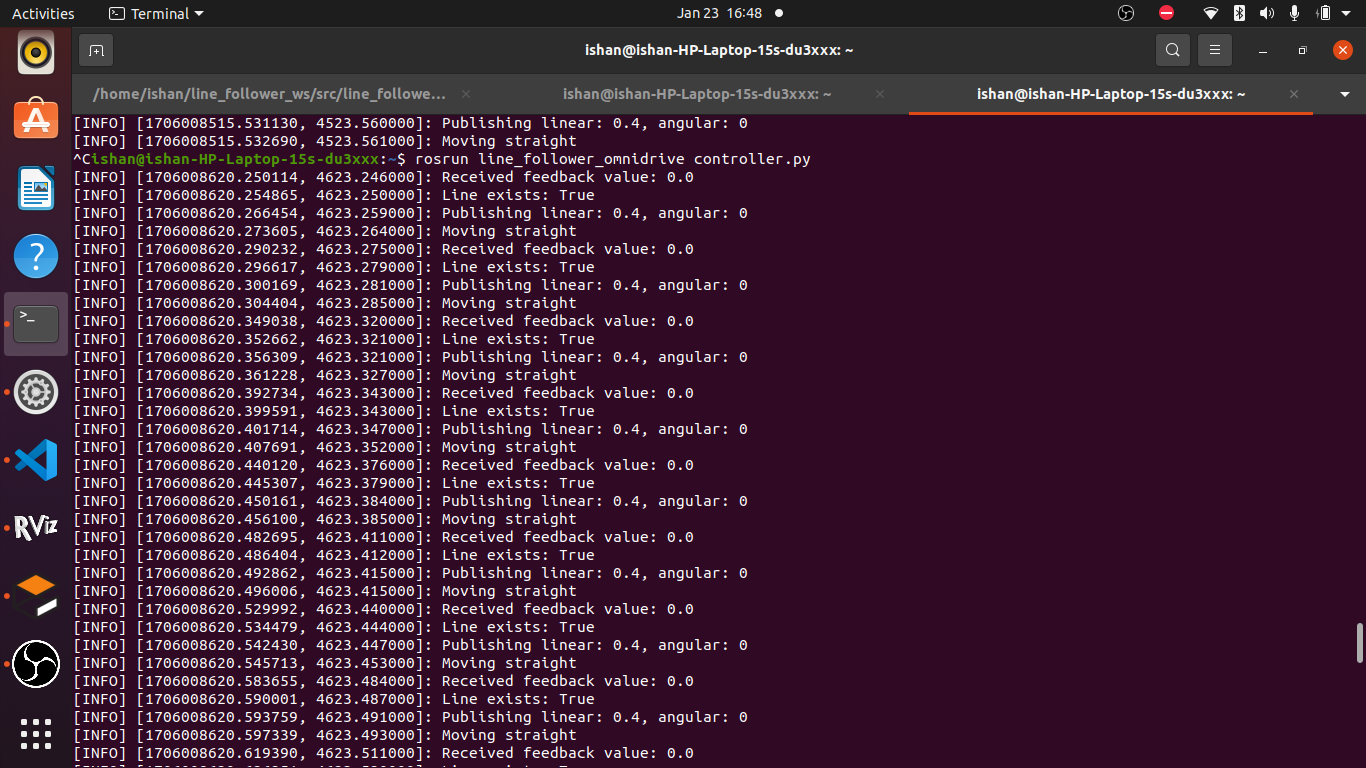 Activities
Terminal
Jan 23 16:48
ishan@ishan-HP-Laptop-15s-du3xxx: ~
/home/ishan/line_follower_ws/src/line_followe...
ishan@ishan-HP-Laptop-15s-du3xxx: ~
ishan@ishan-HP-Laptop-15s-du3xxx: ~
[INFO] [1706008515.531130, 4523.560000]: Publishing linear: 0.4, angular: 0
[INFO] [1706008515.532690, 4523.561000]: Moving straight
^Cishan@ishan-HP-Laptop-15s-du3xxx:~$ rosrun line_follower_omnidrive controller.py
[INFO] [1706008620.250114, 4623.246000]: Received feedback value: 0.0
[INFO] [1706008620.254865, 4623.250000]: Line exists: True
[INFO] [1706008620.266454, 4623.259000]: Publishing linear: 0.4, angular: 0
[INFO] [1706008620.273605, 4623.264000]: Moving straight
[INFO] [1706008620.290232, 4623.275000]: Received feedback value: 0.0
[INFO] [1706008620.296617, 4623.279000]: Line exists: True
[INFO] [1706008620.300169, 4623.281000]: Publishing linear: 0.4, angular: 0
[INFO] [1706008620.304404, 4623.285000]: Moving straight
[INFO] [1706008620.349038, 4623.320000]: Received feedback value: 0.0
[INFO] [1706008620.352662, 4623.321000]: Line exists: True
[INFO] [1706008620.356309, 4623.321000]: Publishing linear: 0.4, angular: 0
[INFO] [1706008620.361228, 4623.327000]: Moving straight
[INFO] [1706008620.392734, 4623.343000]: Received feedback value: 0.0
[INFO] [1706008620.399591, 4623.343000]: Line exists: True
[INFO] [1706008620.401714, 4623.347000]: Publishing linear: 0.4, angular: 0
[INFO] [1706008620.407691, 4623.352000]: Moving straight
[INFO] [1706008620.440120, 4623.376000]: Received feedback value: 0.0
[INFO] [1706008620.445307, 4623.379000]: Line exists: True
[INFO] [1706008620.450161, 4623.384000]: Publishing linear: 0.4, angular: 0
[INFO] [1706008620.456100, 4623.385000]: Moving straight
[INFO] [1706008620.482695, 4623.411000]: Received feedback value: 0.0
[INFO] [1706008620.486404, 4623.412000]: Line exists: True
[INFO] [1706008620.492862, 4623.415000]: Publishing linear: 0.4, angular: 0
[INFO] [1706008620.496006, 4623.415000]: Moving straight
[INFO] [1706008620.529992, 4623.440000]: Received feedback value: 0.0
[INFO] [1706008620.534479, 4623.444000]: Line exists: True
[INFO] [1706008620.542430, 4623.447000]: Publishing linear: 0.4, angular: 0
[INFO] [1706008620.545713, 4623.453000]: Moving straight
[INFO] [1706008620.583655, 4623.484000]: Received feedback value: 0.0
[INFO] [1706008620.590001, 4623.487000]: Line exists: True
[INFO] [1706008620.593759, 4623.491000]: Publishing linear: 0.4, angular: 0
[INFO] [1706008620.597339, 4623.493000]: Moving straight
[INFO] [1706008620.619390, 4623.511000]: Received feedback value: 0.0
RViz